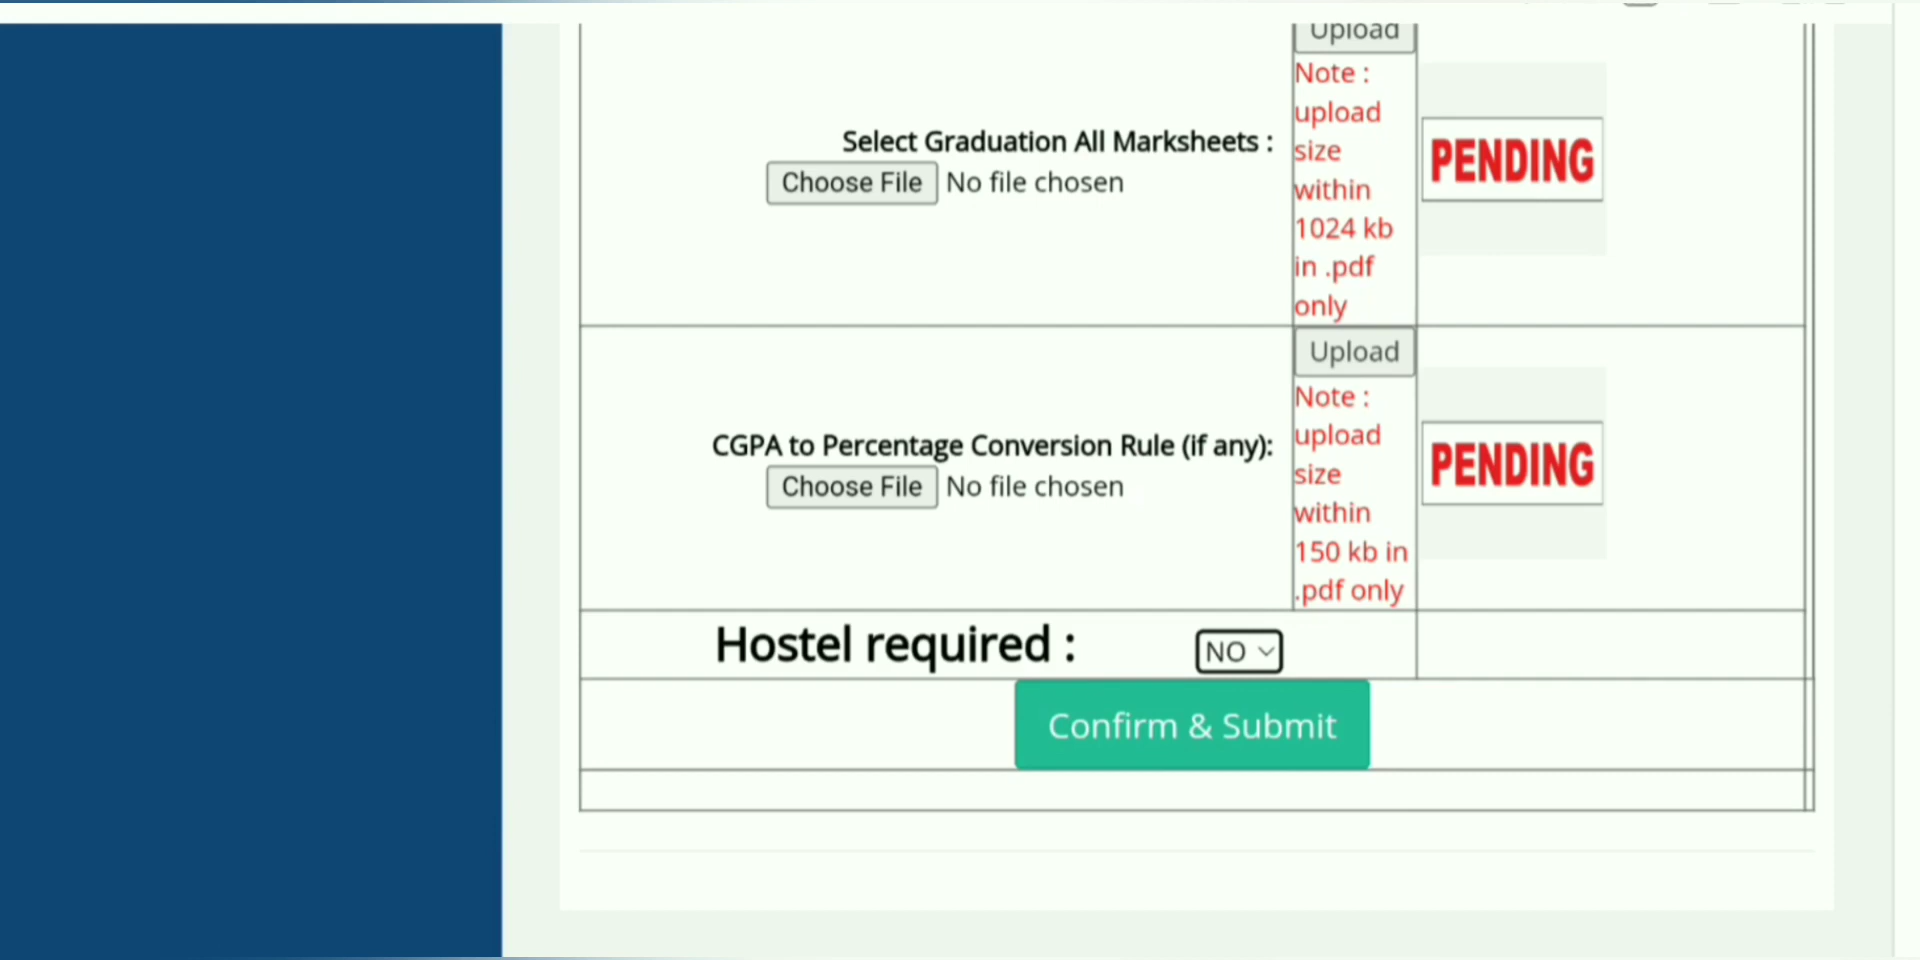 Upload
Select Graduation All Marksheets :
Choose File No file chosen
Note :
upload
size
within
1024 kb
in .pdf
only
PENDING
CGPA to Percentage Conversion Rule (if any):
Choose File No file chosen
Upload
Note :
upload
size
within
150 kb in
.pdf only
PENDING
Hostel required :
NO
Confirm & Submit